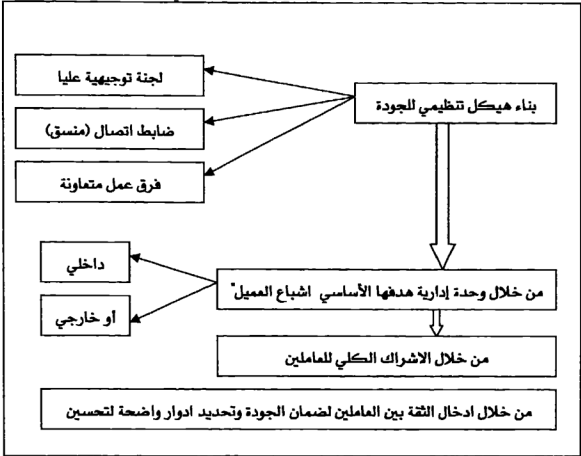 لجنة توجيهية عليا
بناء هيكل تنظيمي للجودة
ضابط اتصال (منسق)
فرق عمل متعاونة
داخلي
من خلال وحدة إدارية هدفها الأساسي اشباع العميل"
أو خارجي
من خلال الاشراك الكلي للعاملين
من خلال ادخال الثقة بين العاملين لضمان الجودة وتحديد ادوار واضحة لتحسين